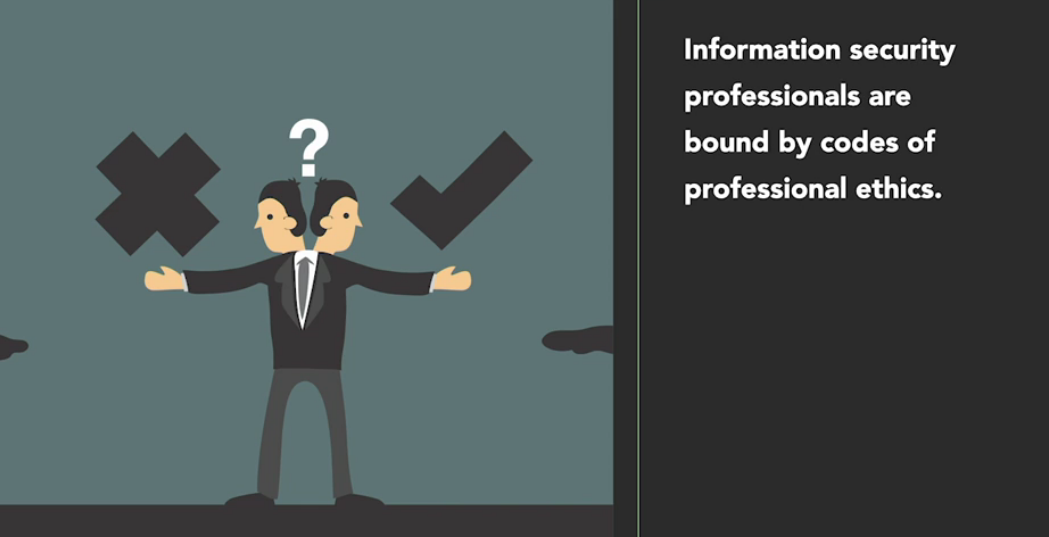 ?
Information security
professionals are
bound by codes of
professional ethics.